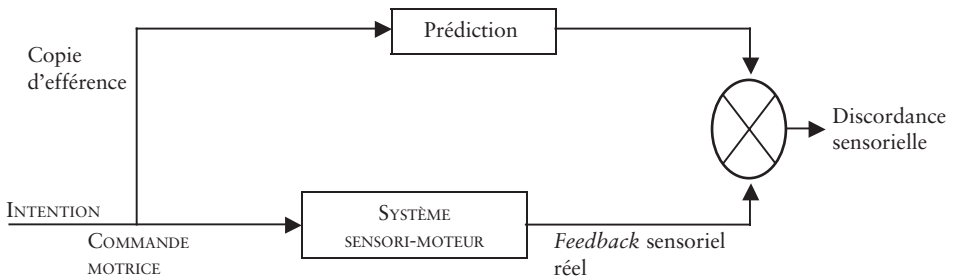 Prédiction
Copie
d'efférence
Discordance
sensorielle
INTENTION
SYSTÈME
SENSORI-MOTEUR
COMMANDE
MOTRICE
Feedback sensoriel
réel